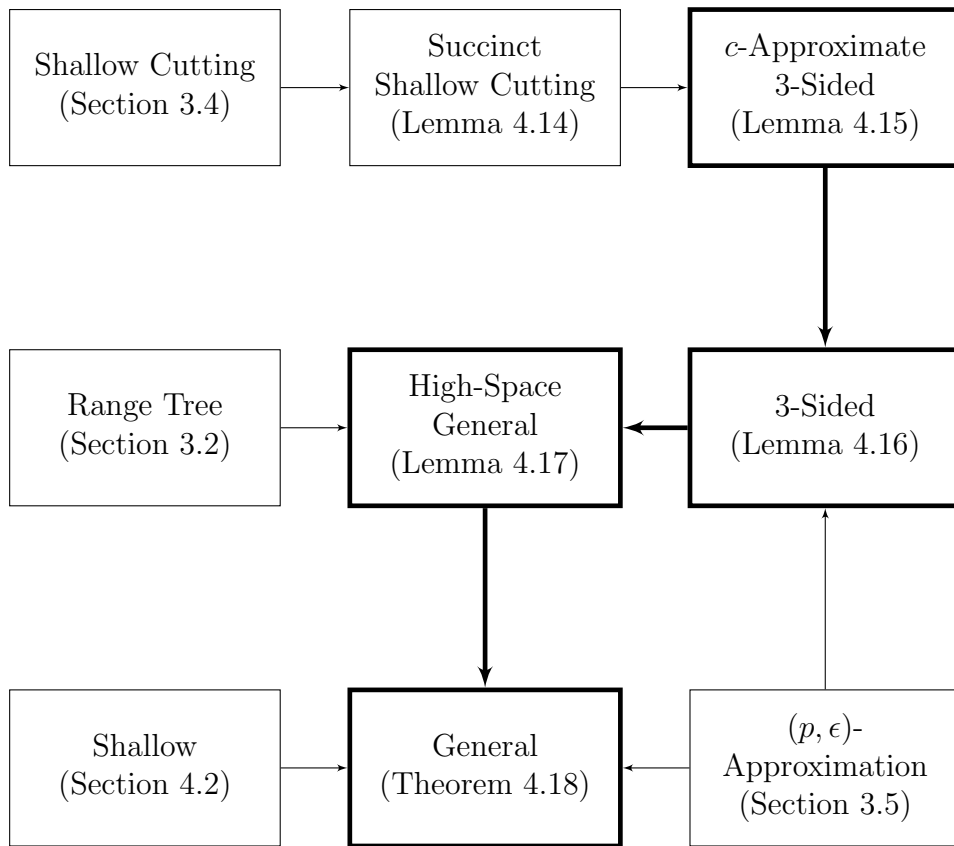 Shallow Cutting
(Section 3.4)
Succinct
Shallow Cutting
(Lemma 4.14)
c-Approximate
3-Sided
(Lemma 4.15)
Range Tree
(Section 3.2)
High-Space
General
(Lemma 4.17)
3-Sided
(Lemma 4.16)
Shallow
(Section 4.2)
General
(Theorem 4.18)
(p, ϵ)-
Approximation
(Section 3.5)